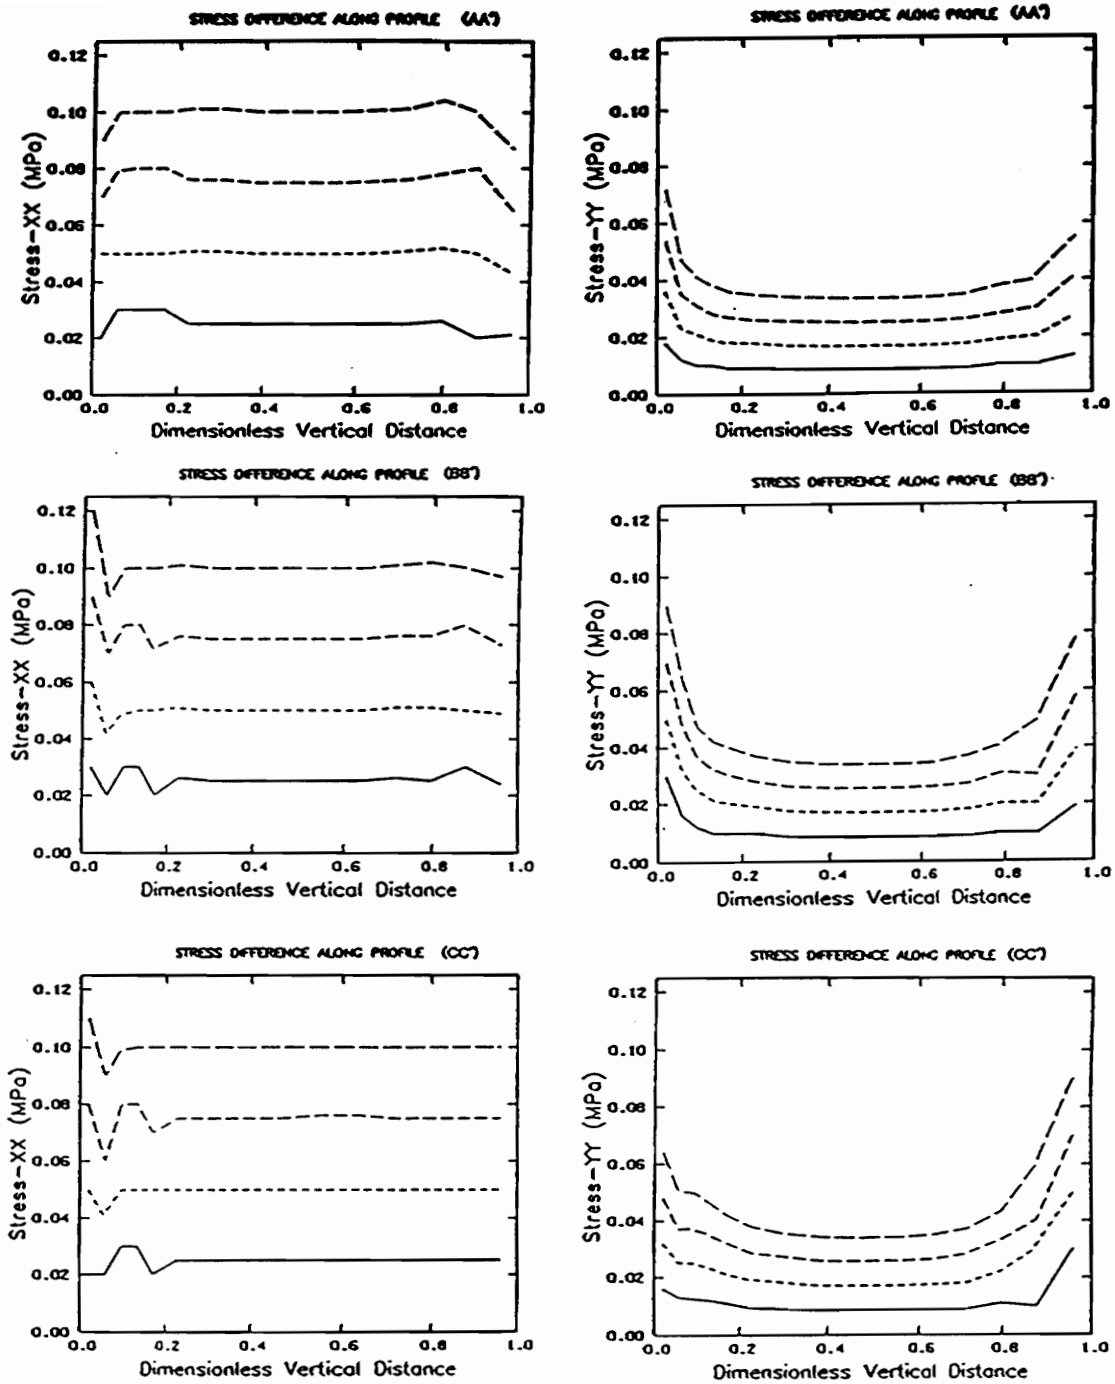 STRESS DIFFERENCE ALONG PROFILE (AA')
0.12
0.10
0.08
0.06
0.04
0.02
0.00
Stress-XX (MPa)
0.0 0.2 0.4 0.6 0.8 1.0
Dimensionless Vertical Distance
STRESS DIFFERENCE ALONG PROFILE (AA')
0.12
0.10
0.08
0.06
0.04
0.02
0.00
Stress-YY (MPa)
0.0 0.2 0.4 0.6 0.8 1.0
Dimensionless Vertical Distance
STRESS DIFFERENCE ALONG PROFILE (BB')
0.12
0.10
0.08
0.06
0.04
0.02
0.00
Stress-XX (MPa)
0.0 0.2 0.4 0.6 0.8 1.0
Dimensionless Vertical Distance
STRESS DIFFERENCE ALONG PROFILE (BB')
0.12
0.10
0.08
0.06
0.04
0.02
0.00
Stress-YY (MPa)
0.0 0.2 0.4 0.6 0.8 1.0
Dimensionless Vertical Distance
STRESS DIFFERENCE ALONG PROFILE (CC')
0.12
0.10
0.08
0.06
0.04
0.02
0.00
Stress-XX (MPa)
0.0 0.2 0.4 0.6 0.8 1.0
Dimensionless Vertical Distance
STRESS DIFFERENCE ALONG PROFILE (CC')
0.12
0.10
0.08
0.06
0.04
0.02
0.00
Stress-YY (MPa)
0.0 0.2 0.4 0.6 0.8 1.0
Dimensionless Vertical Distance